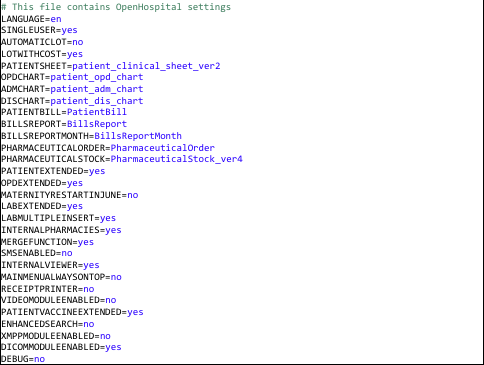 # This file contains OpenHospital settings
LANGUAGE=en
SINGLEUSER=yes
AUTOMATICLOT=no
LOTWITHCOST=yes
PATIENTSHEET=patient_clinical_sheet_ver2
OPDCHART=patient_opd_chart
ADMCHART=patient_adm_chart
DISCHART=patient_dis_chart
PATIENTBILL=PatientBill
BILLSREPORT=BillsReport
BILLSREPORTMONTH=BillsReportMonth
PHARMACEUTICALORDER=PharmaceuticalOrder
PHARMACEUTICALSTOCK=PharmaceuticalStock_ver4
PATIENTEXTENDED=yes
OPDEXTENDED=yes
MATERNITYRESTARTINJUNE=no
LABEXTENDED=yes
LABMULTIPLEINSERT=yes
INTERNALPHARMACIES=yes
MERGEFUNCTION=yes
SMSENABLED=no
INTERNALVIEWER=yes
MAINMENUALWAYSONTOP=no
RECEIPTPRINTER=no
VIDEOMODULEENABLED=no
PATIENTVACCINEEXTENDED=yes
ENHANCEDSEARCH=no
XMPPMODULEENABLED=no
DICOMMODULEENABLED=yes
DEBUG=no